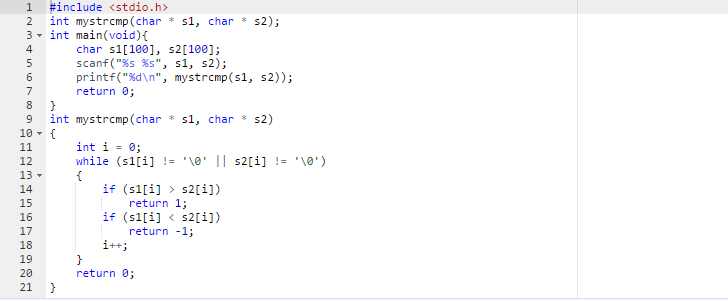 1 #include <stdio.h>
2 int mystrcmp(char * s1, char * s2);
3 int main(void){
4     char s1[100], s2[100];
5     scanf("%s %s", s1, s2);
6     printf("%d\n", mystrcmp(s1, s2));
7     return 0;
8 }
9 int mystrcmp(char * s1, char * s2)
10 {
11     int i = 0;
12     while (s1[i] != '\0' || s2[i] != '\0')
13     {
14         if (s1[i] > s2[i])
15             return 1;
16         if (s1[i] < s2[i])
17             return -1;
18         i++;
19     }
20     return 0;
21 }